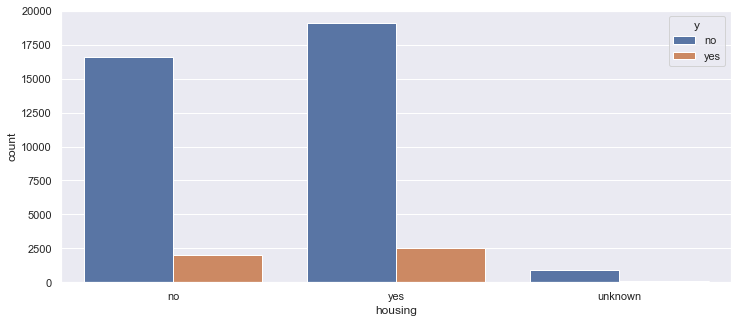 20000
17500
15000
12500
10000
7500
5000
2500
0
count
no
yes
unknown
housing
y
no
yes